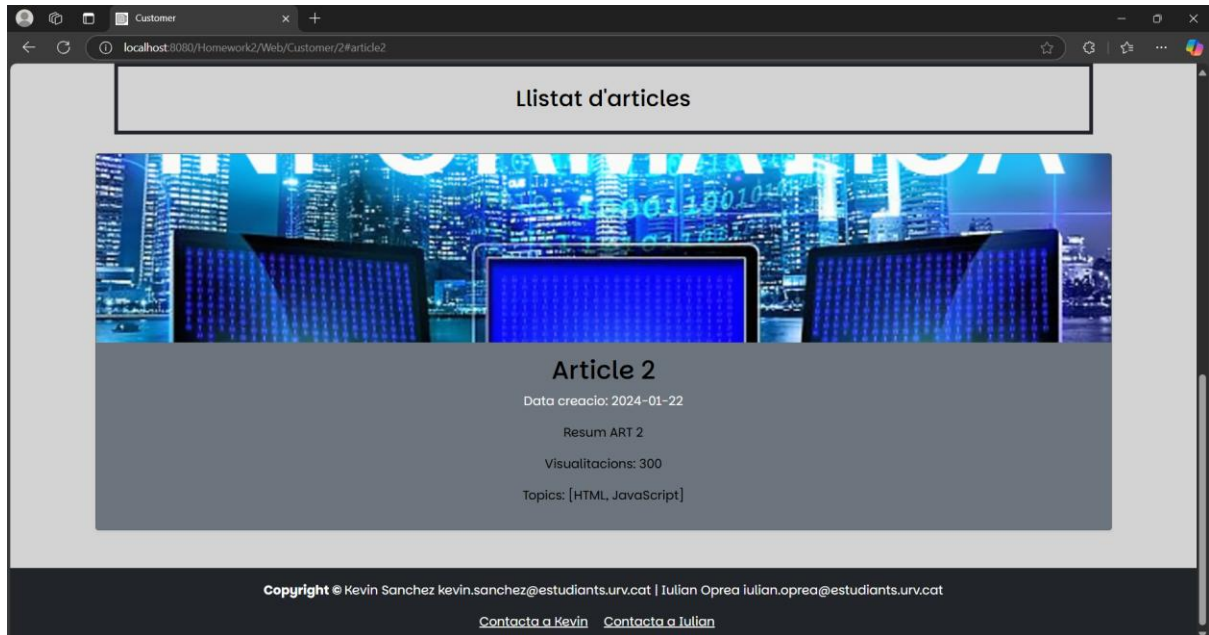 Customer
localhost:8080/Homework2/Web/Customer/2#article2
Llistat d'articles
INFORMATICA
Article 2
Data creacio: 2024-01-22
Resum ART 2
Visualitacions: 300
Topics: [HTML, JavaScript]
Copyright © Kevin Sanchez kevin.sanchez@estudiants.urv.cat | Iulian Oprea iulian.oprea@estudiants.urv.cat
Contacta a Kevin Contacta a Iulian